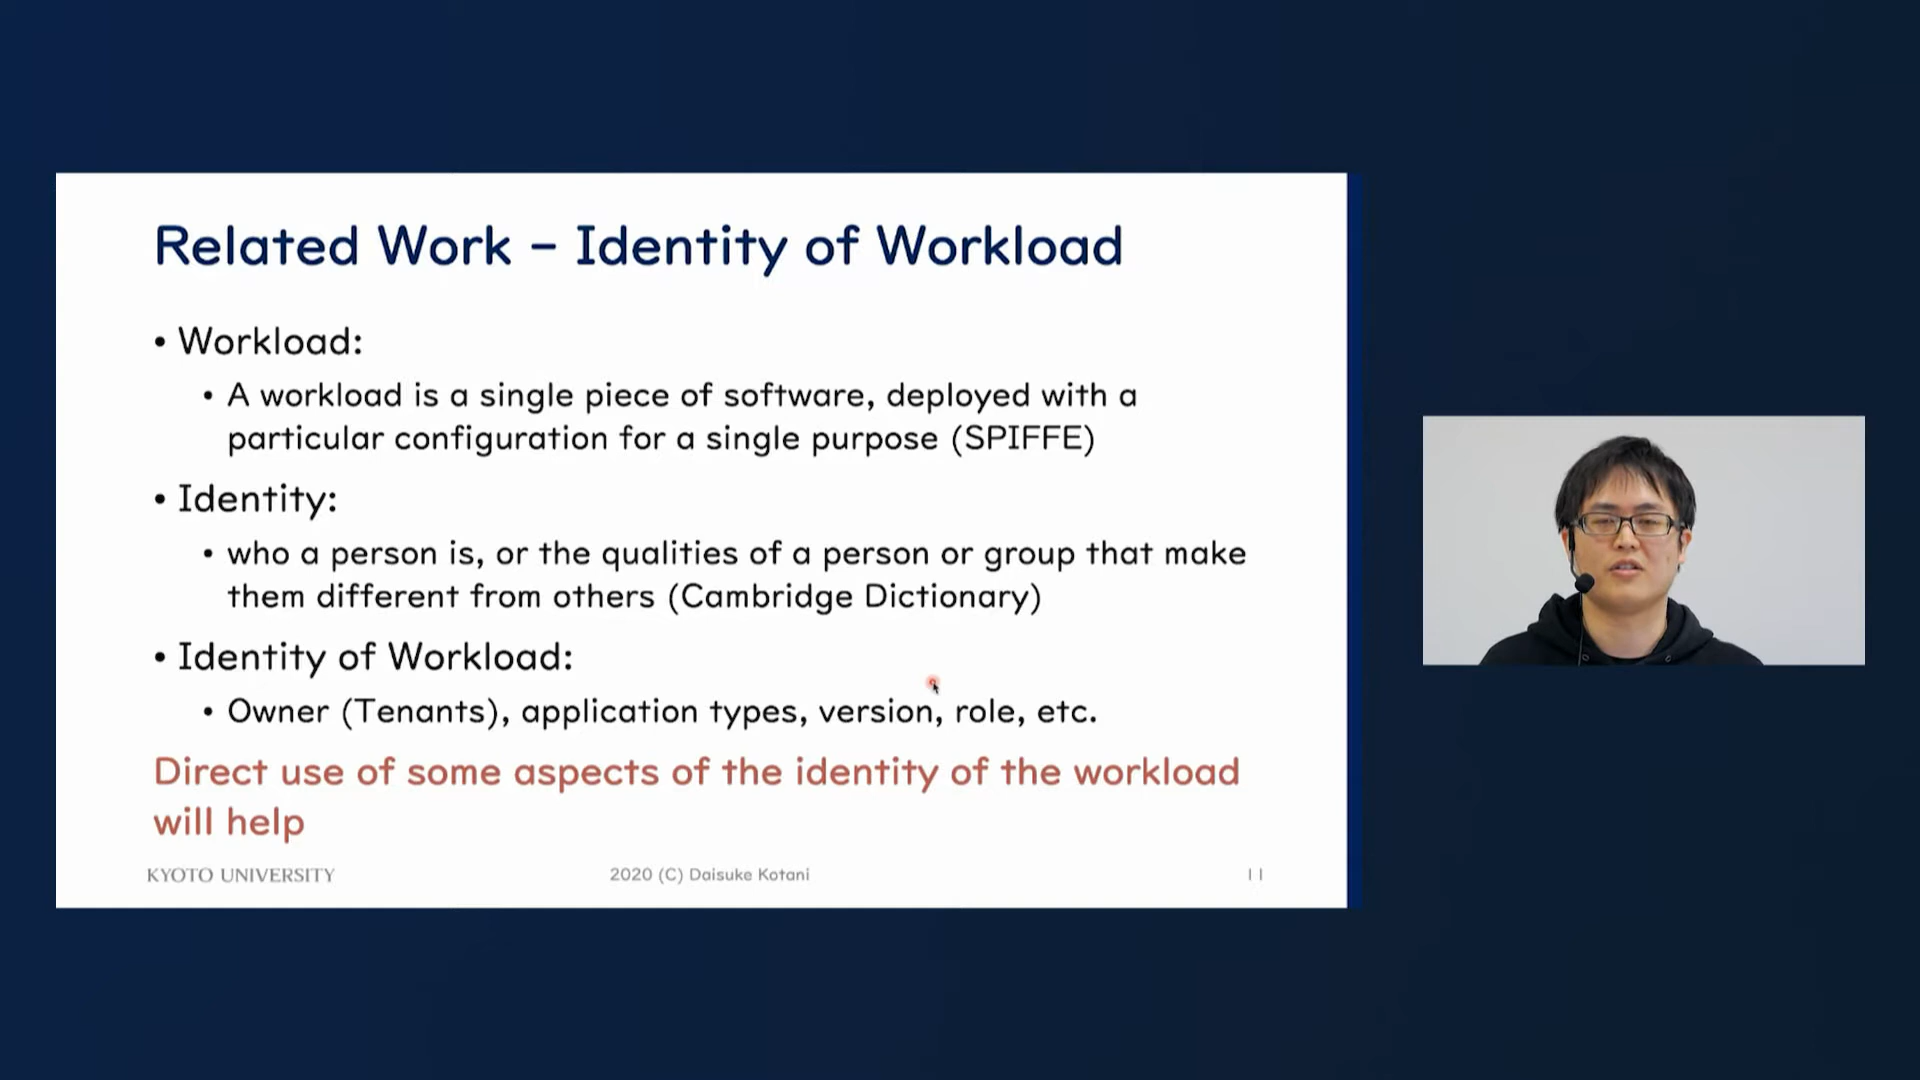 Related Work – Identity of Workload
• Workload:
• A workload is a single piece of software, deployed with a
particular configuration for a single purpose (SPIFFE)
• Identity:
• who a person is, or the qualities of a person or group that make
them different from others (Cambridge Dictionary)
• Identity of Workload:
• Owner (Tenants), application types, version, role, etc.
Direct use of some aspects of the identity of the workload
will help
KYOTO UNIVERSITY
2020 (C) Daisuke Kotani
11